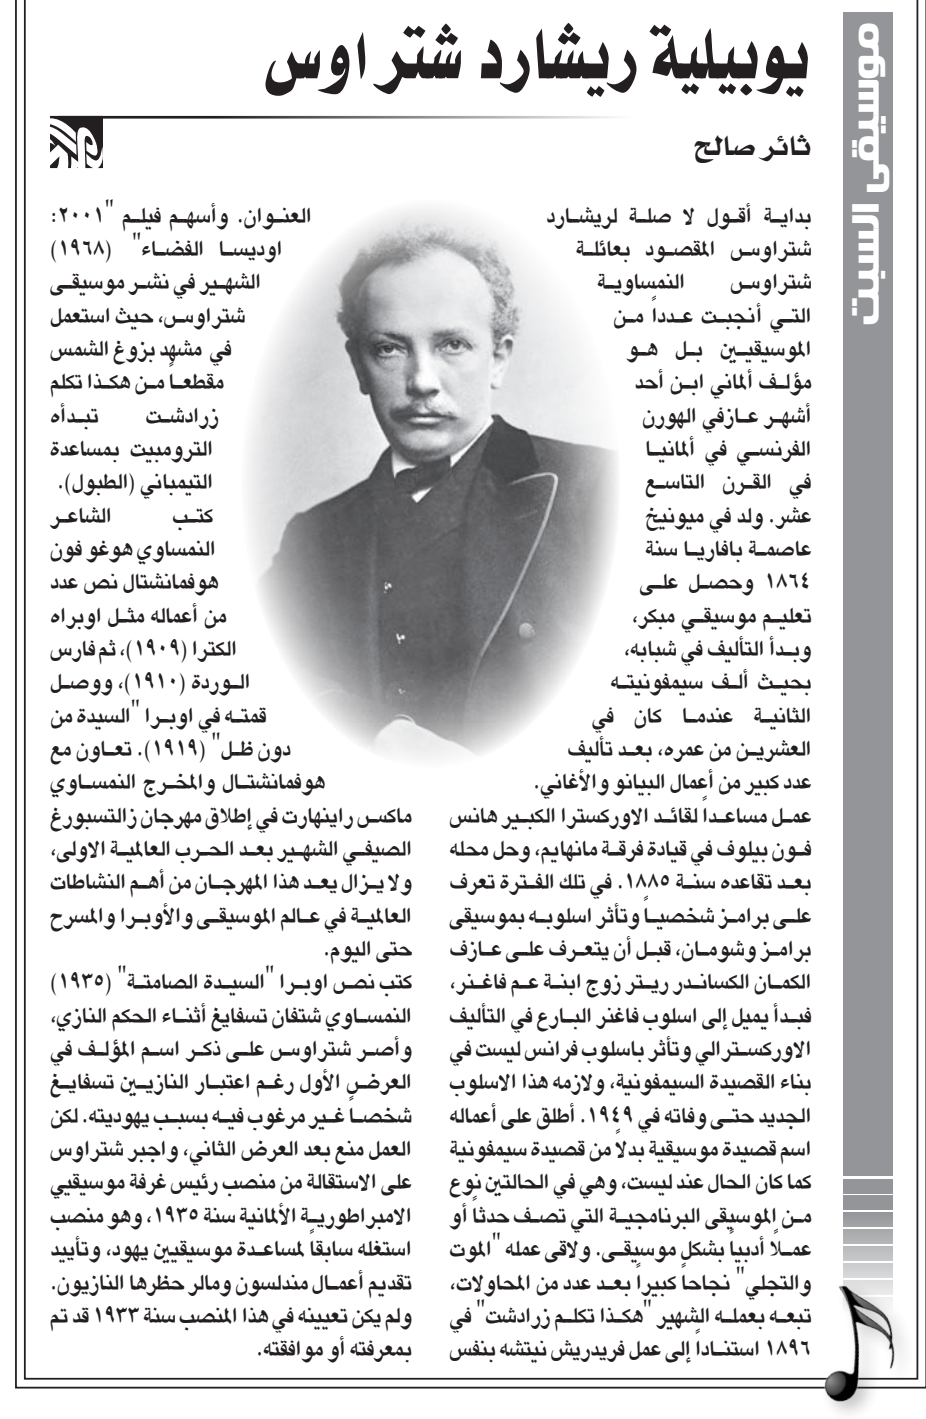 موسيقى السبت
يوبيلية ريشارد شتراوس
ثائر صالح
بداية أقول لا صلة لريشارد
شتراوس المقصود بعائلة
شتراوس النمساوية
التي أنجبت عدداً من
الموسيقيين بل هو
مؤلف ألماني ابن أحد
أشهر عازفي الهورن
الفرنسي في ألمانيا
في القرن التاسع
عشر. ولد في ميونيخ
عاصمة بافاريا سنة
١٨٦٤ وحصل على
تعليم موسيقي مبكر،
وبدأ التأليف في شبابه،
بحيث ألف سيمفونيته
الثانية عندما كان في
العشرين من عمره، بعد تأليف
عدد كبير من أعمال البيانو والأغاني.
عمل مساعداً لقائد الاوركسترا الكبير هانس
فون بيلوف في قيادة فرقة مانهايم، وحل محله
بعد تقاعده سنة ١٨٨٥. في تلك الفترة تعرف
على برامز شخصياً وتأثر اسلوبه بموسيقى
برامز وشومان، قبل أن يتعرف على عازف
الكمان الكساندر ريتر زوج ابنة عم فاغنر،
فبدأ يميل إلى اسلوب فاغنر البارع في التأليف
الاوركسترالي وتأثر باسلوب فرانس ليست في
بناء القصيدة السيمفونية، ولازمه هذا الاسلوب
الجديد حتى وفاته في ١٩٤٩. أطلق على أعماله
اسم قصيدة موسيقية بدلاً من قصيدة سيمفونية
كما كان الحال عند ليست، وهي في الحالتين نوع
من الموسيقى البرنامجية التي تصف حدثاً أو
عملاً أدبياً بشكل موسيقى. ولاقى عمله "الموت
والتجلي" نجاحاً كبيراً بعد عدد من المحاولات،
تبعه بعمله الشهير "هكذا تكلم زرادشت" في
١٨٩٦ استناداً إلى عمل فريدريش نيتشه بنفس
العنوان. وأسهم فيلم "٢٠٠١:
اوديسا الفضاء" (١٩٦٨)
الشهير في نشر موسيقى
شتراوس، حيث استعمل
في مشهد بزوغ الشمس
مقطعاً من هكذا تكلم
زرادشت تبدأه
الترومبيت بمساعدة
التيمباني (الطبول).
كتب الشاعر
النمساوي هوغو فون
هوفمانشتال نص عدد
من أعماله مثل اوبراه
الكترا (١٩٠٩)، ثم فارس
الوردة (١٩١٠)، ووصل
قمته في اوبرا "السيدة من
دون ظل" (١٩١٩). تعاون مع
هوفمانشتال والمخرج النمساوي
ماكس راينهارت في إطلاق مهرجان زالتسبورغ
الصيفي الشهير بعد الحرب العالمية الاولى،
ولا يزال يعد هذا المهرجان من أهم النشاطات
العالمية في عالم الموسيقى والأوبرا والمسرح
حتى اليوم.
كتب نص اوبرا "السيدة الصامتة" (١٩٣٥)
النمساوي شتفان تسفايغ أثناء الحكم النازي،
وأصر شتراوس على ذكر اسم المؤلف في
العرض الأول رغم اعتبار النازيين تسفايغ
شخصاً غير مرغوب فيه بسبب يهوديته. لكن
العمل منع بعد العرض الثاني، واجبر شتراوس
على الاستقالة من منصب رئيس غرفة موسيقيي
الامبراطورية الألمانية سنة ١٩٣٥، وهو منصب
استغله سابقاً لمساعدة موسيقيين يهود، وتأييد
تقديم أعمال مندلسون ومالر حظرها النازيون.
ولم يكن تعيينه في هذا المنصب سنة ١٩٣٣ قد تم
بمعرفته أو موافقته.